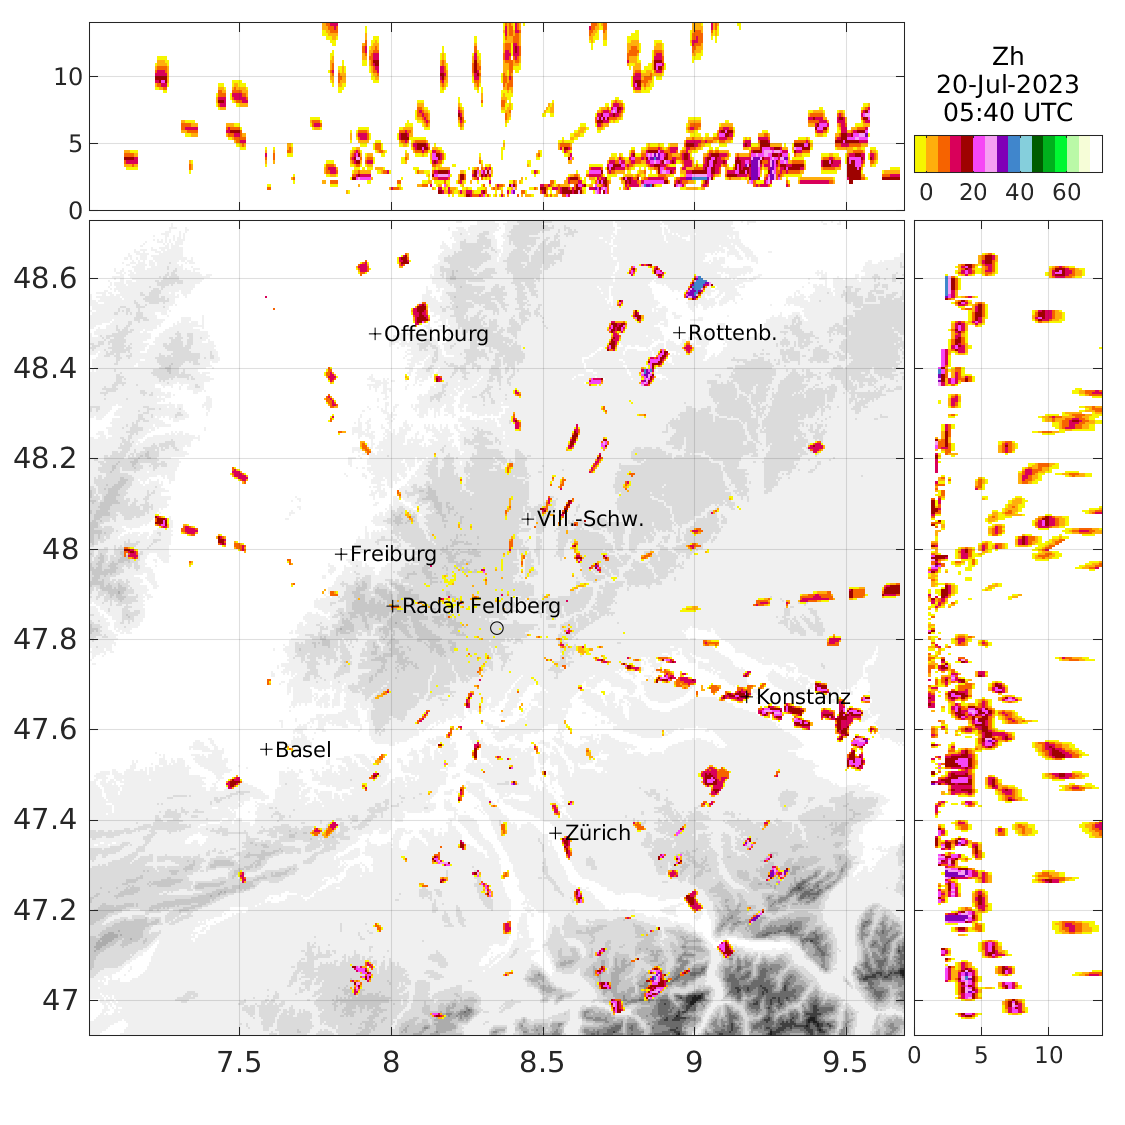 Zh
20-Jul-2023
05:40 UTC
0 20 40 60
10
5
0
48.6
48.4
48.2
48
47.8
47.6
47.4
47.2
47
+Offenburg
+Rottenb.
+Vill.-Schw.
+Freiburg
+Radar Feldberg
+Konstanz
+Basel
+Zürich
7.5 8 8.5 9 9.5
0 5 10